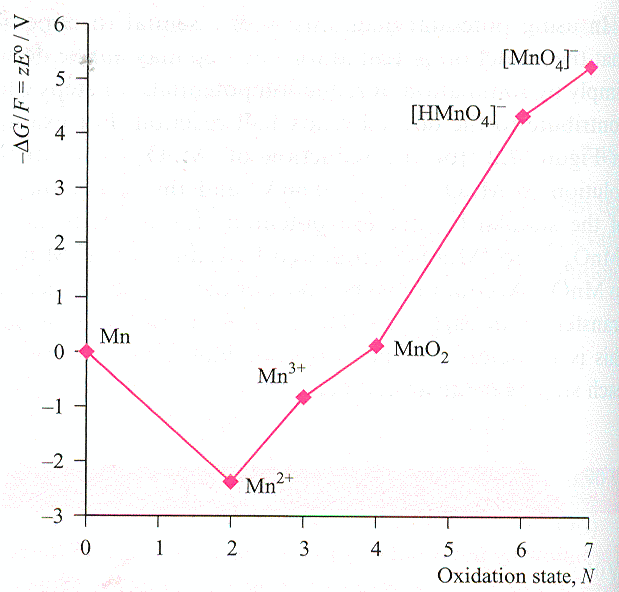 −ΔG/F = zE°/V
6
5
4
3
2
1
0
−1
−2
−3
[MnO₄]⁻
[HMnO₄]⁻
Mn
MnO₂
Mn³⁺
Mn²⁺
0 1 2 3 4 5 6 7
Oxidation state, N